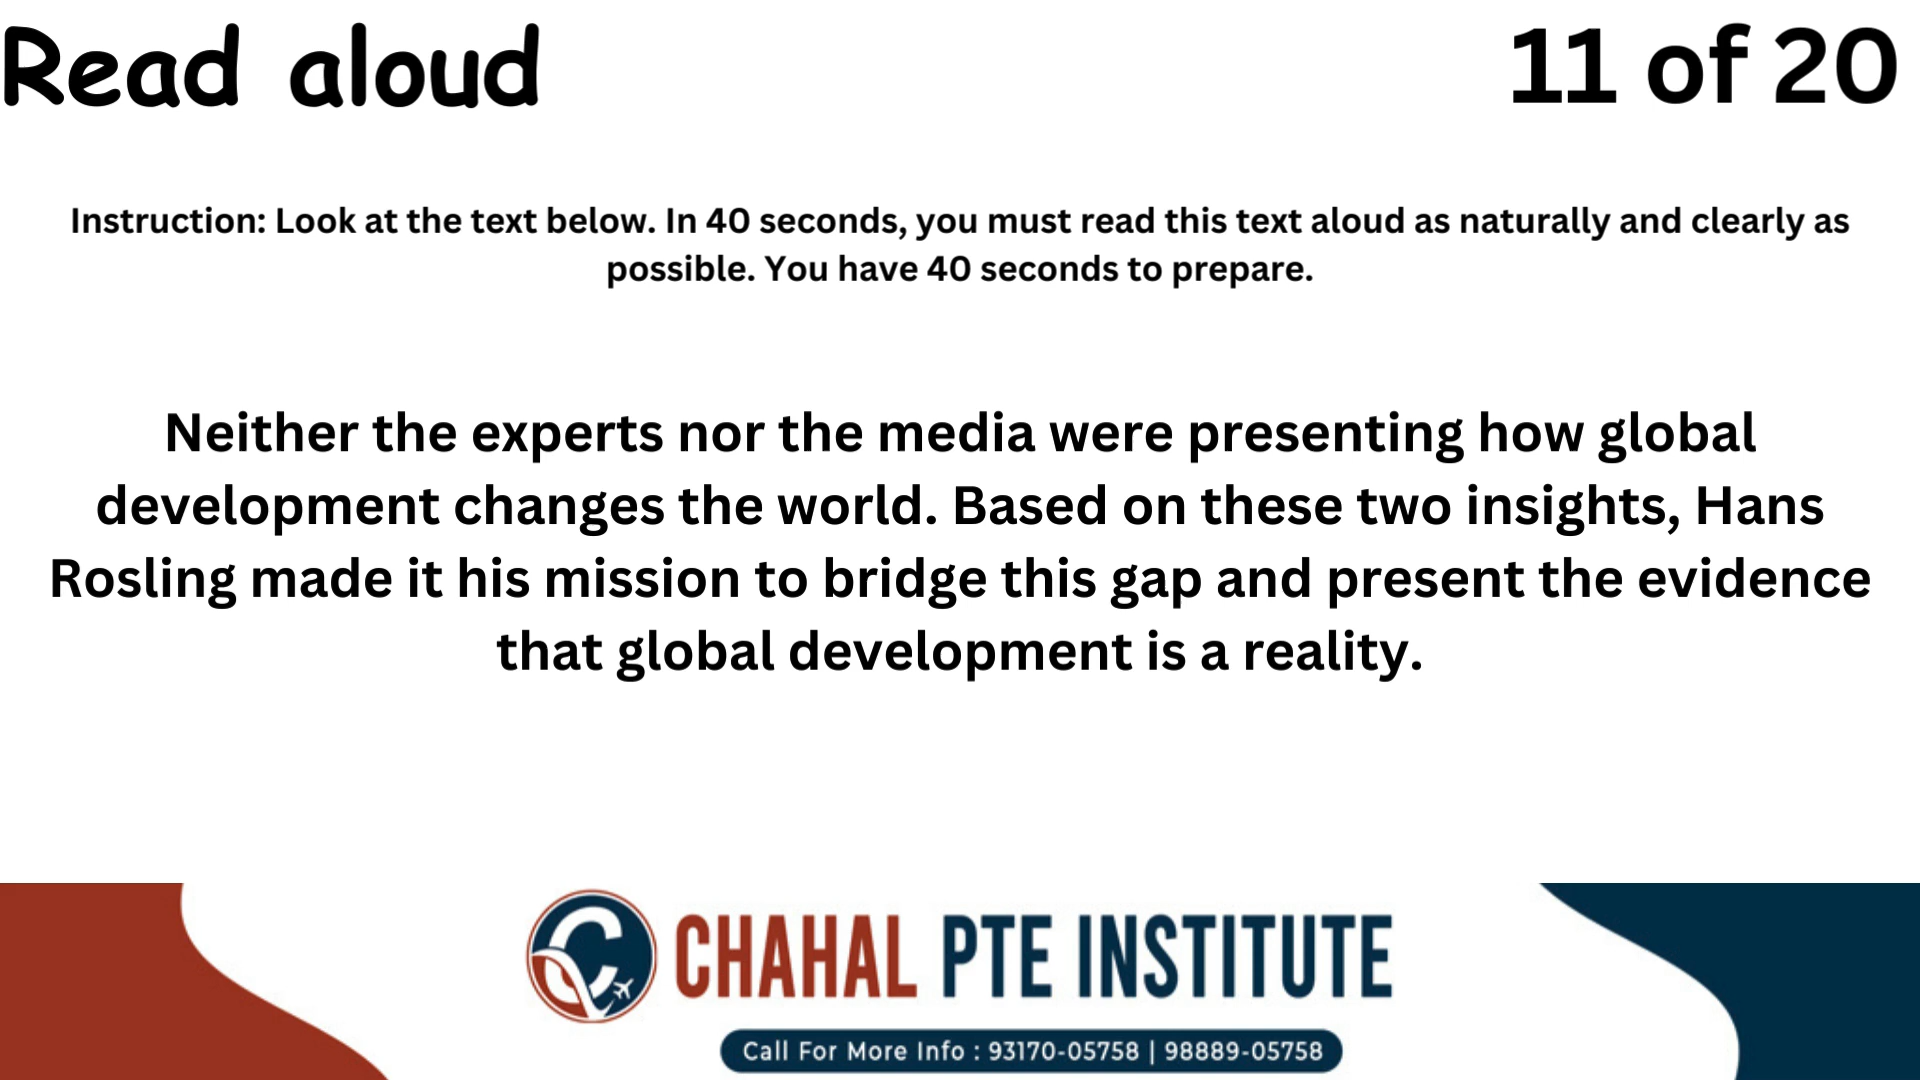 Read aloud
11 of 20
Instruction: Look at the text below. In 40 seconds, you must read this text aloud as naturally and clearly as
possible. You have 40 seconds to prepare.
Neither the experts nor the media were presenting how global
development changes the world. Based on these two insights, Hans
Rosling made it his mission to bridge this gap and present the evidence
that global development is a reality.
CHAHAL PTE INSTITUTE
Call For More Info : 93170-05758 | 98889-05758